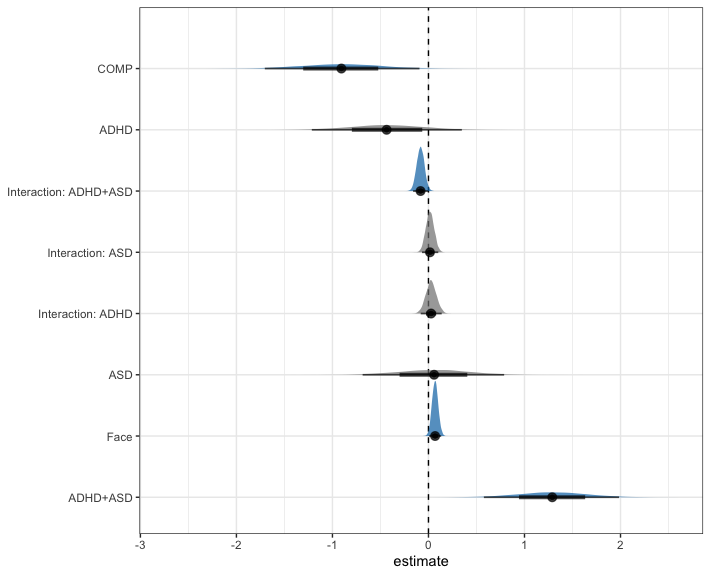 COMP
ADHD
Interaction: ADHD+ASD
Interaction: ASD
Interaction: ADHD
ASD
Face
ADHD+ASD
-3 -2 -1 0 1 2
estimate